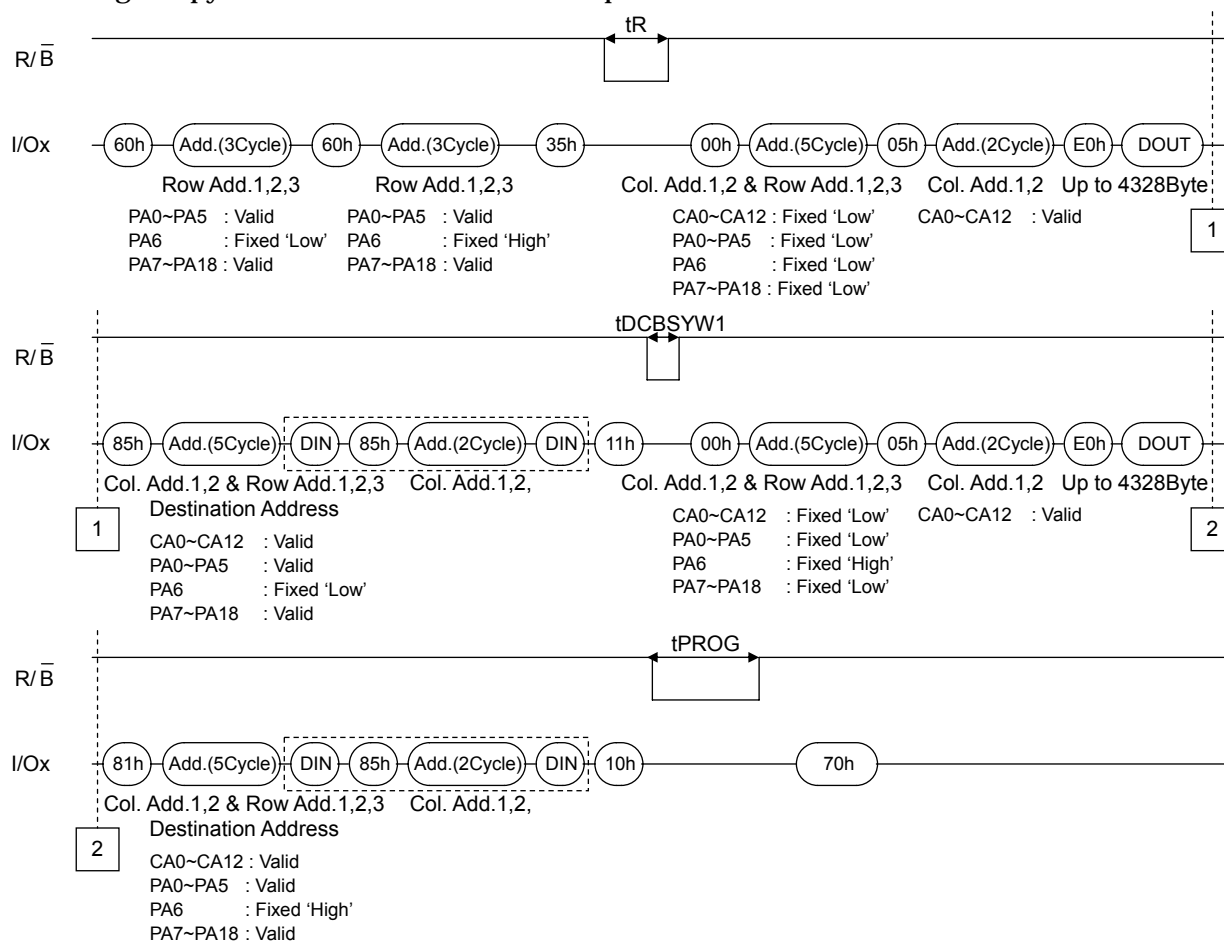 tR
R/B̅
I/Ox
60h Add.(3Cycle) 60h Add.(3Cycle) 35h 00h Add.(5Cycle) 05h Add.(2Cycle) E0h DOUT
Row Add.1,2,3 Row Add.1,2,3 Col. Add.1,2 & Row Add.1,2,3 Col. Add.1,2 Up to 4328Byte
PA0~PA5 : Valid PA0~PA5 : Valid CA0~CA12 : Fixed ‘Low’ CA0~CA12 : Valid
PA6 : Fixed ‘Low’ PA6 : Fixed ‘High’ PA0~PA5 : Fixed ‘Low’
PA7~PA18 : Valid PA7~PA18 : Valid PA6 : Fixed ‘Low’
PA7~PA18 : Fixed ‘Low’
1
tDCBSYW1
R/B̅
I/Ox
85h Add.(5Cycle) DIN 85h Add.(2Cycle) DIN 11h 00h Add.(5Cycle) 05h Add.(2Cycle) E0h DOUT
Col. Add.1,2 & Row Add.1,2,3 Col. Add.1,2, Col. Add.1,2 & Row Add.1,2,3 Col. Add.1,2 Up to 4328Byte
Destination Address
1
CA0~CA12 : Valid CA0~CA12 : Fixed ‘Low’ CA0~CA12 : Valid
PA0~PA5 : Valid PA0~PA5 : Fixed ‘Low’
PA6 : Fixed ‘Low’ PA6 : Fixed ‘High’
PA7~PA18 : Valid PA7~PA18 : Fixed ‘Low’
2
tPROG
R/B̅
I/Ox
81h Add.(5Cycle) DIN 85h Add.(2Cycle) DIN 10h 70h
Col. Add.1,2 & Row Add.1,2,3 Col. Add.1,2,
Destination Address
2
CA0~CA12 : Valid
PA0~PA5 : Valid
PA6 : Fixed ‘High’
PA7~PA18 : Valid